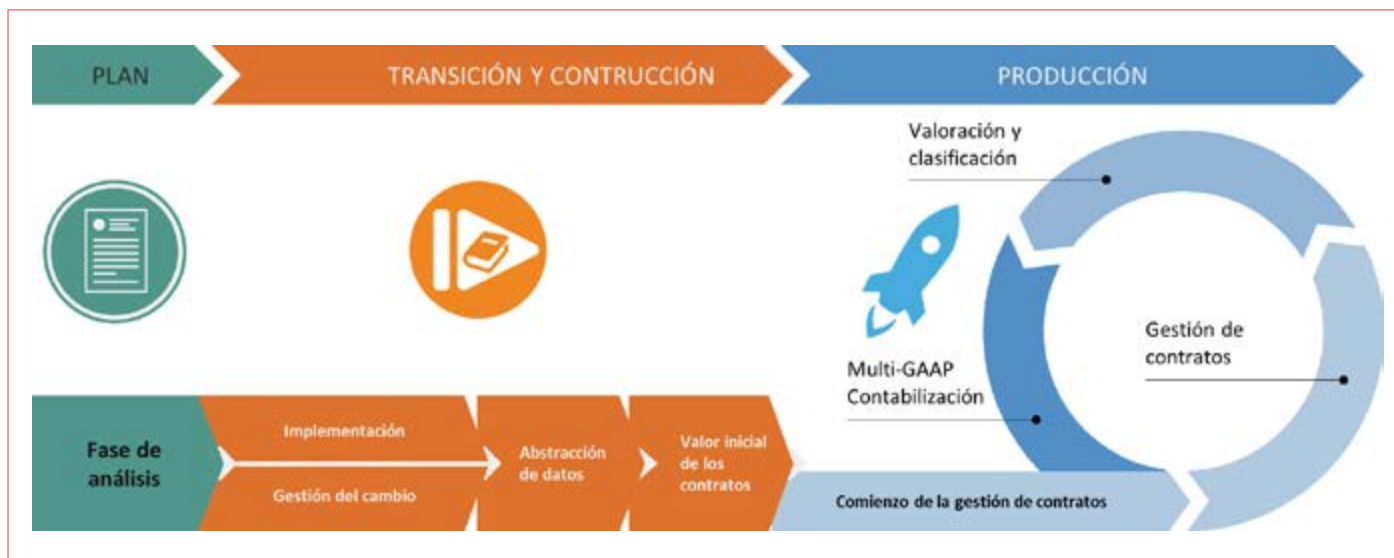 PLAN
TRANSICIÓN Y CONTRUCCIÓN
PRODUCCIÓN
Valoración y
clasificación
Gestión de
contratos
Multi-GAAP
Contabilización
Fase de
análisis
Implementación
Gestión del cambio
Abstracción
de datos
Valor inicial
de los
contratos
Comienzo de la gestión de contratos